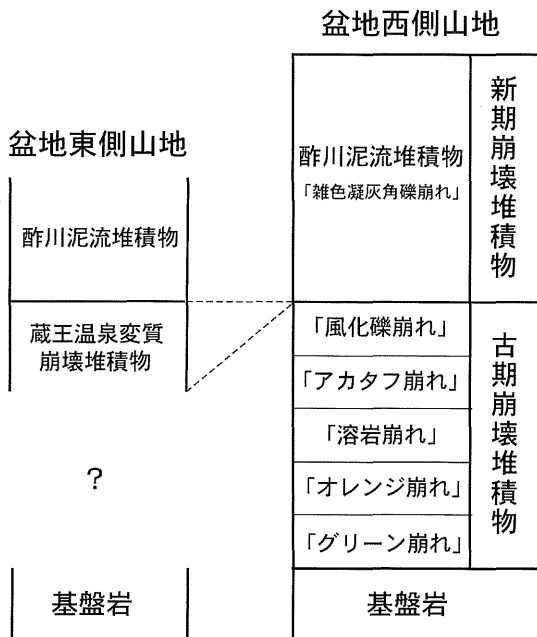 盆地西側山地
盆地東側山地
酢川泥流堆積物
蔵王温泉変質
崩壊堆積物
?
基盤岩
酢川泥流堆積物
「雑色凝灰角礫崩れ」
「風化礫崩れ」
「アカタフ崩れ」
「溶岩崩れ」
「オレンジ崩れ」
「グリーン崩れ」
基盤岩
新期崩壊堆積物
古期崩壊堆積物